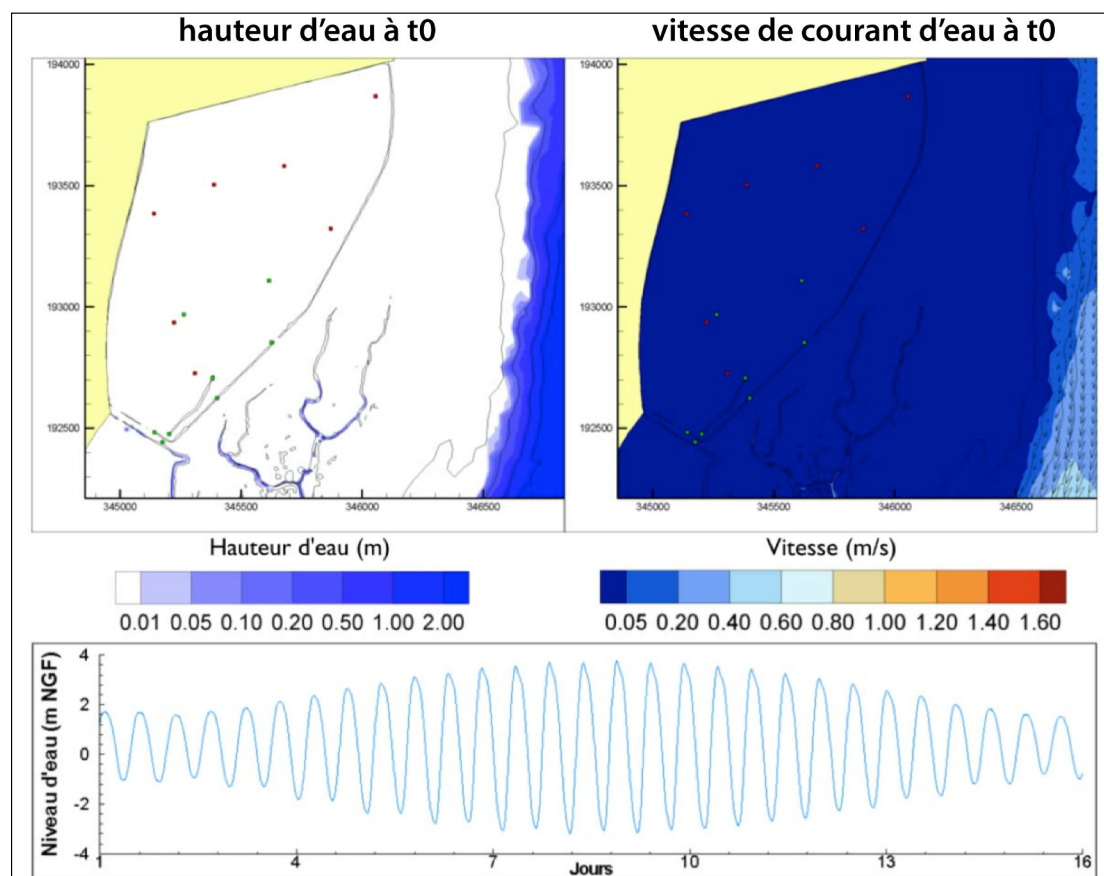 hauteur d’eau à t0
vitesse de courant d’eau à t0
194000
193500
193000
192500
345000 345500 346000 346500
194000
193500
193000
192500
345000 345500 346000 346500
Hauteur d'eau (m)
0.01 0.05 0.10 0.20 0.50 1.00 2.00
Vitesse (m/s)
0.05 0.20 0.40 0.60 0.80 1.00 1.20 1.40 1.60
Niveau d'eau (m NGF)
4
2
0
-2
-4
1 4 7 10 13 16
Jours